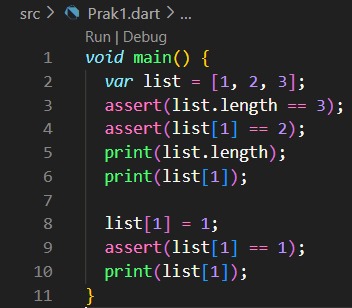 src > Prak1.dart > ...
Run | Debug
1 void main() {
2   var list = [1, 2, 3];
3   assert(list.length == 3);
4   assert(list[1] == 2);
5   print(list.length);
6   print(list[1]);
7
8   list[1] = 1;
9   assert(list[1] == 1);
10   print(list[1]);
11 }